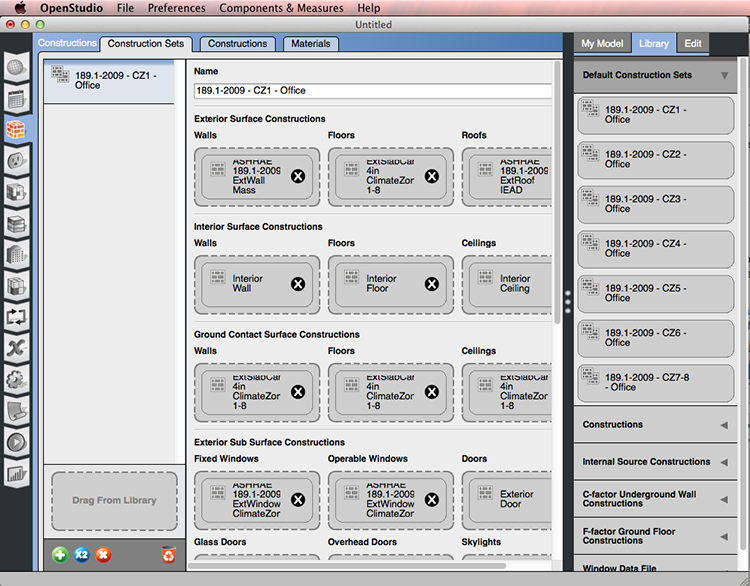 OpenStudio File Preferences Components & Measures Help
Untitled
Constructions Construction Sets Constructions Materials
My Model Library Edit
189.1-2009 - CZ1 -
Office
Name
189.1-2009 - CZ1 - Office
Exterior Surface Constructions
Walls Floors Roofs
ASHRAE
189.1-2009
ExtWall
Mass
ExtSlabCar
4in
ClimateZor
1-8
ASHRAE
189.1-2009
ExtRoof
IEAD
Interior Surface Constructions
Walls Floors Ceilings
Interior
Wall
Interior
Floor
Interior
Ceiling
Ground Contact Surface Constructions
Walls Floors Ceilings
ExtSlabCar
4in
ClimateZor
1-8
ExtSlabCar
4in
ClimateZor
1-8
ExtSlabCar
4in
ClimateZor
1-8
Exterior Sub Surface Constructions
Fixed Windows Operable Windows Doors
ASHRAE
189.1-2009
ExtWindow
ClimateZor
ASHRAE
189.1-2009
ExtWindow
ClimateZor
Exterior
Door
Glass Doors Overhead Doors Skylights
Drag From Library
X2
Default Construction Sets
189.1-2009 - CZ1 -
Office
189.1-2009 - CZ2 -
Office
189.1-2009 - CZ3 -
Office
189.1-2009 - CZ4 -
Office
189.1-2009 - CZ5 -
Office
189.1-2009 - CZ6 -
Office
189.1-2009 - CZ7-8
- Office
Constructions
Internal Source Constructions
C-factor Underground Wall
Constructions
F-factor Ground Floor
Constructions
Window Data File